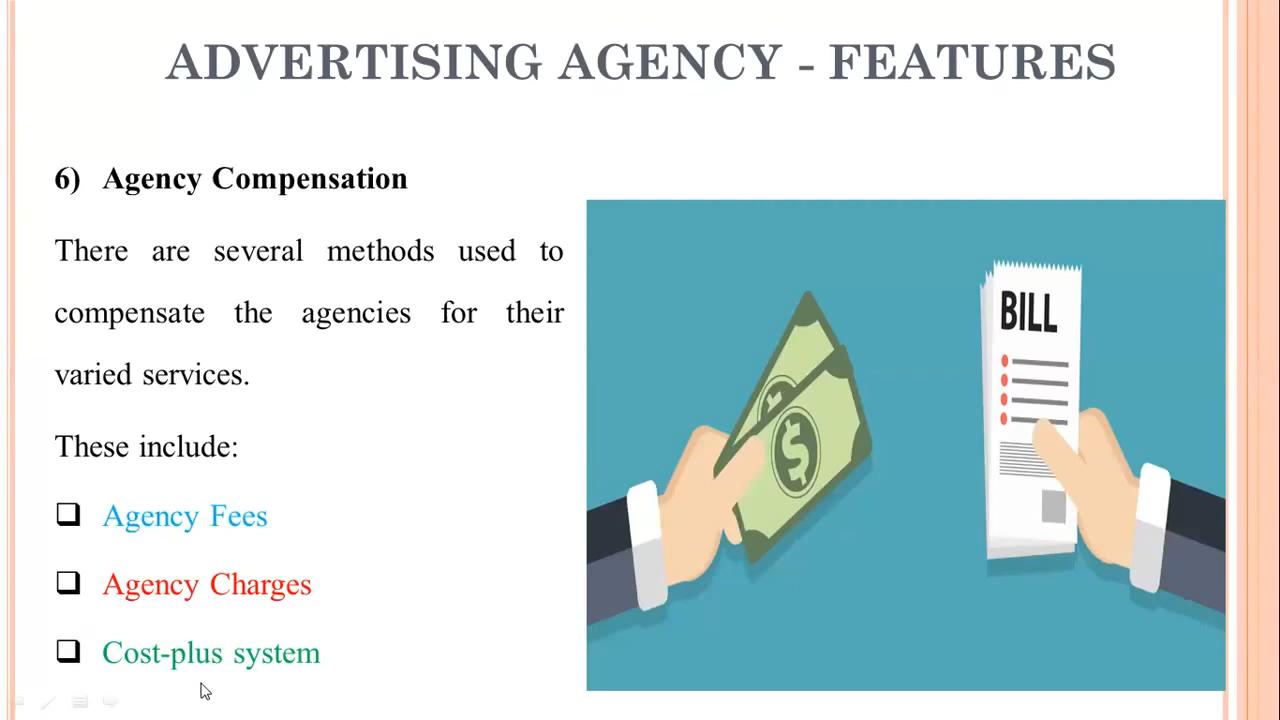 ADVERTISING AGENCY - FEATURES
6) Agency Compensation
There are several methods used to
compensate the agencies for their
varied services.
These include:
Agency Fees
Agency Charges
Cost-plus system
BILL
$